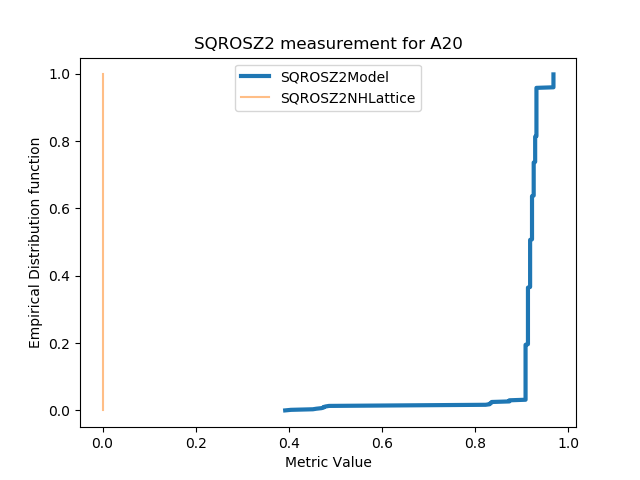 SQROSZ2 measurement for A20
SQROSZ2Model
SQROSZ2NHLattice
Empirical Distribution function
1.0
0.8
0.6
0.4
0.2
0.0
0.0 0.2 0.4 0.6 0.8 1.0
Metric Value